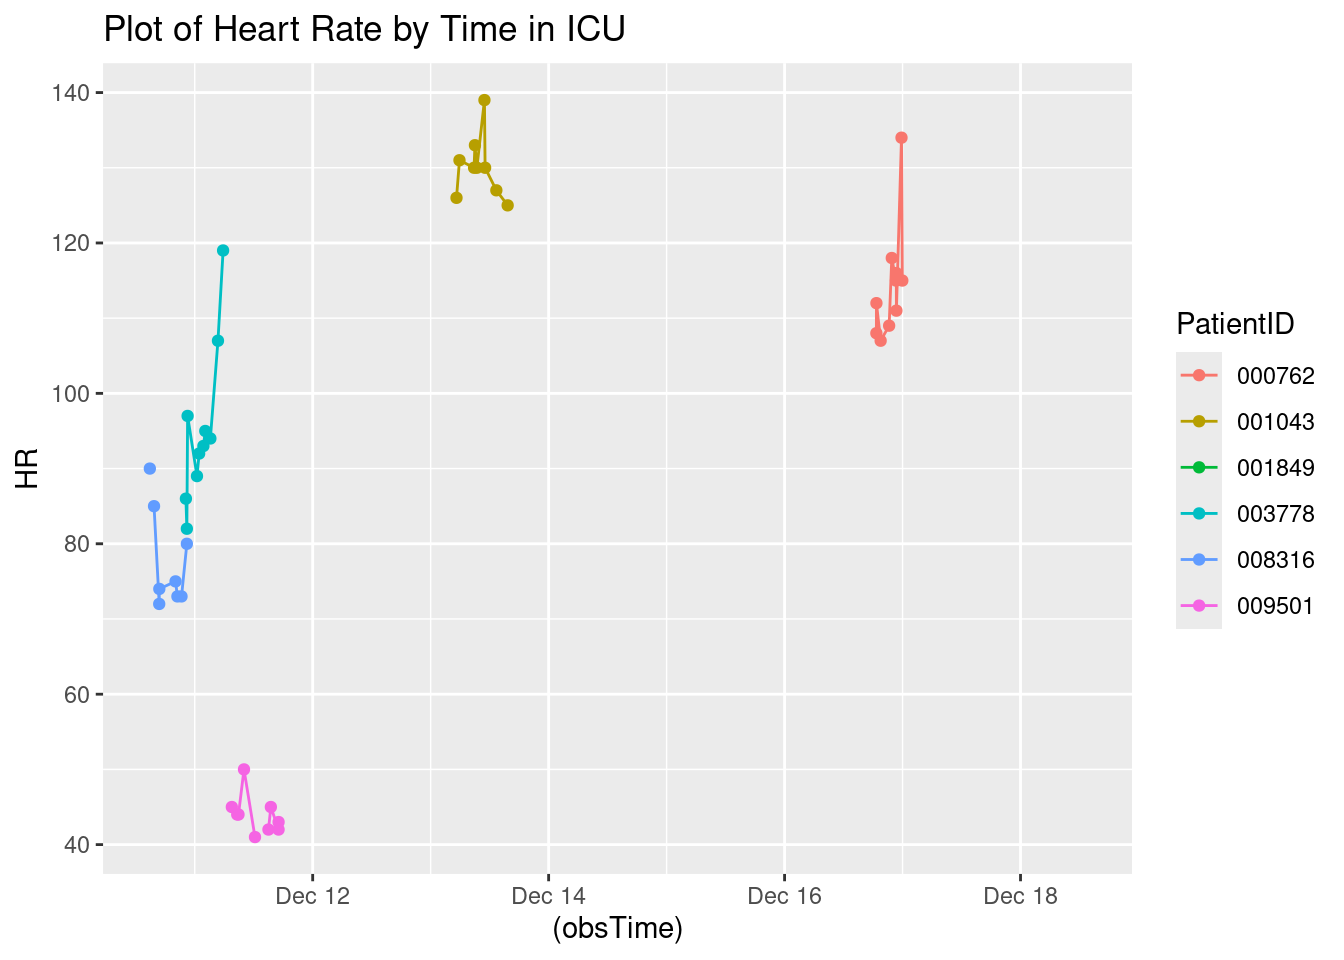 Plot of Heart Rate by Time in ICU
140
120
100
80
60
40
HR
Dec 12
Dec 14
Dec 16
Dec 18
(obsTime)
PatientID
000762
001043
001849
003778
008316
009501